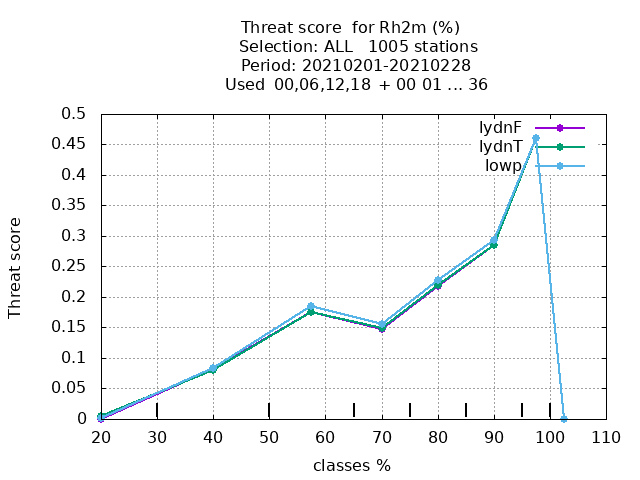 Threat score for Rh2m (%)
Selection: ALL 1005 stations
Period: 20210201-20210228
Used 00,06,12,18 + 00 01 ... 36
0.5
0.45
0.4
0.35
0.3
0.25
0.2
0.15
0.1
0.05
0
Threat score
lydnF
lydnT
lowp
20 30 40 50 60 70 80 90 100 110
classes %